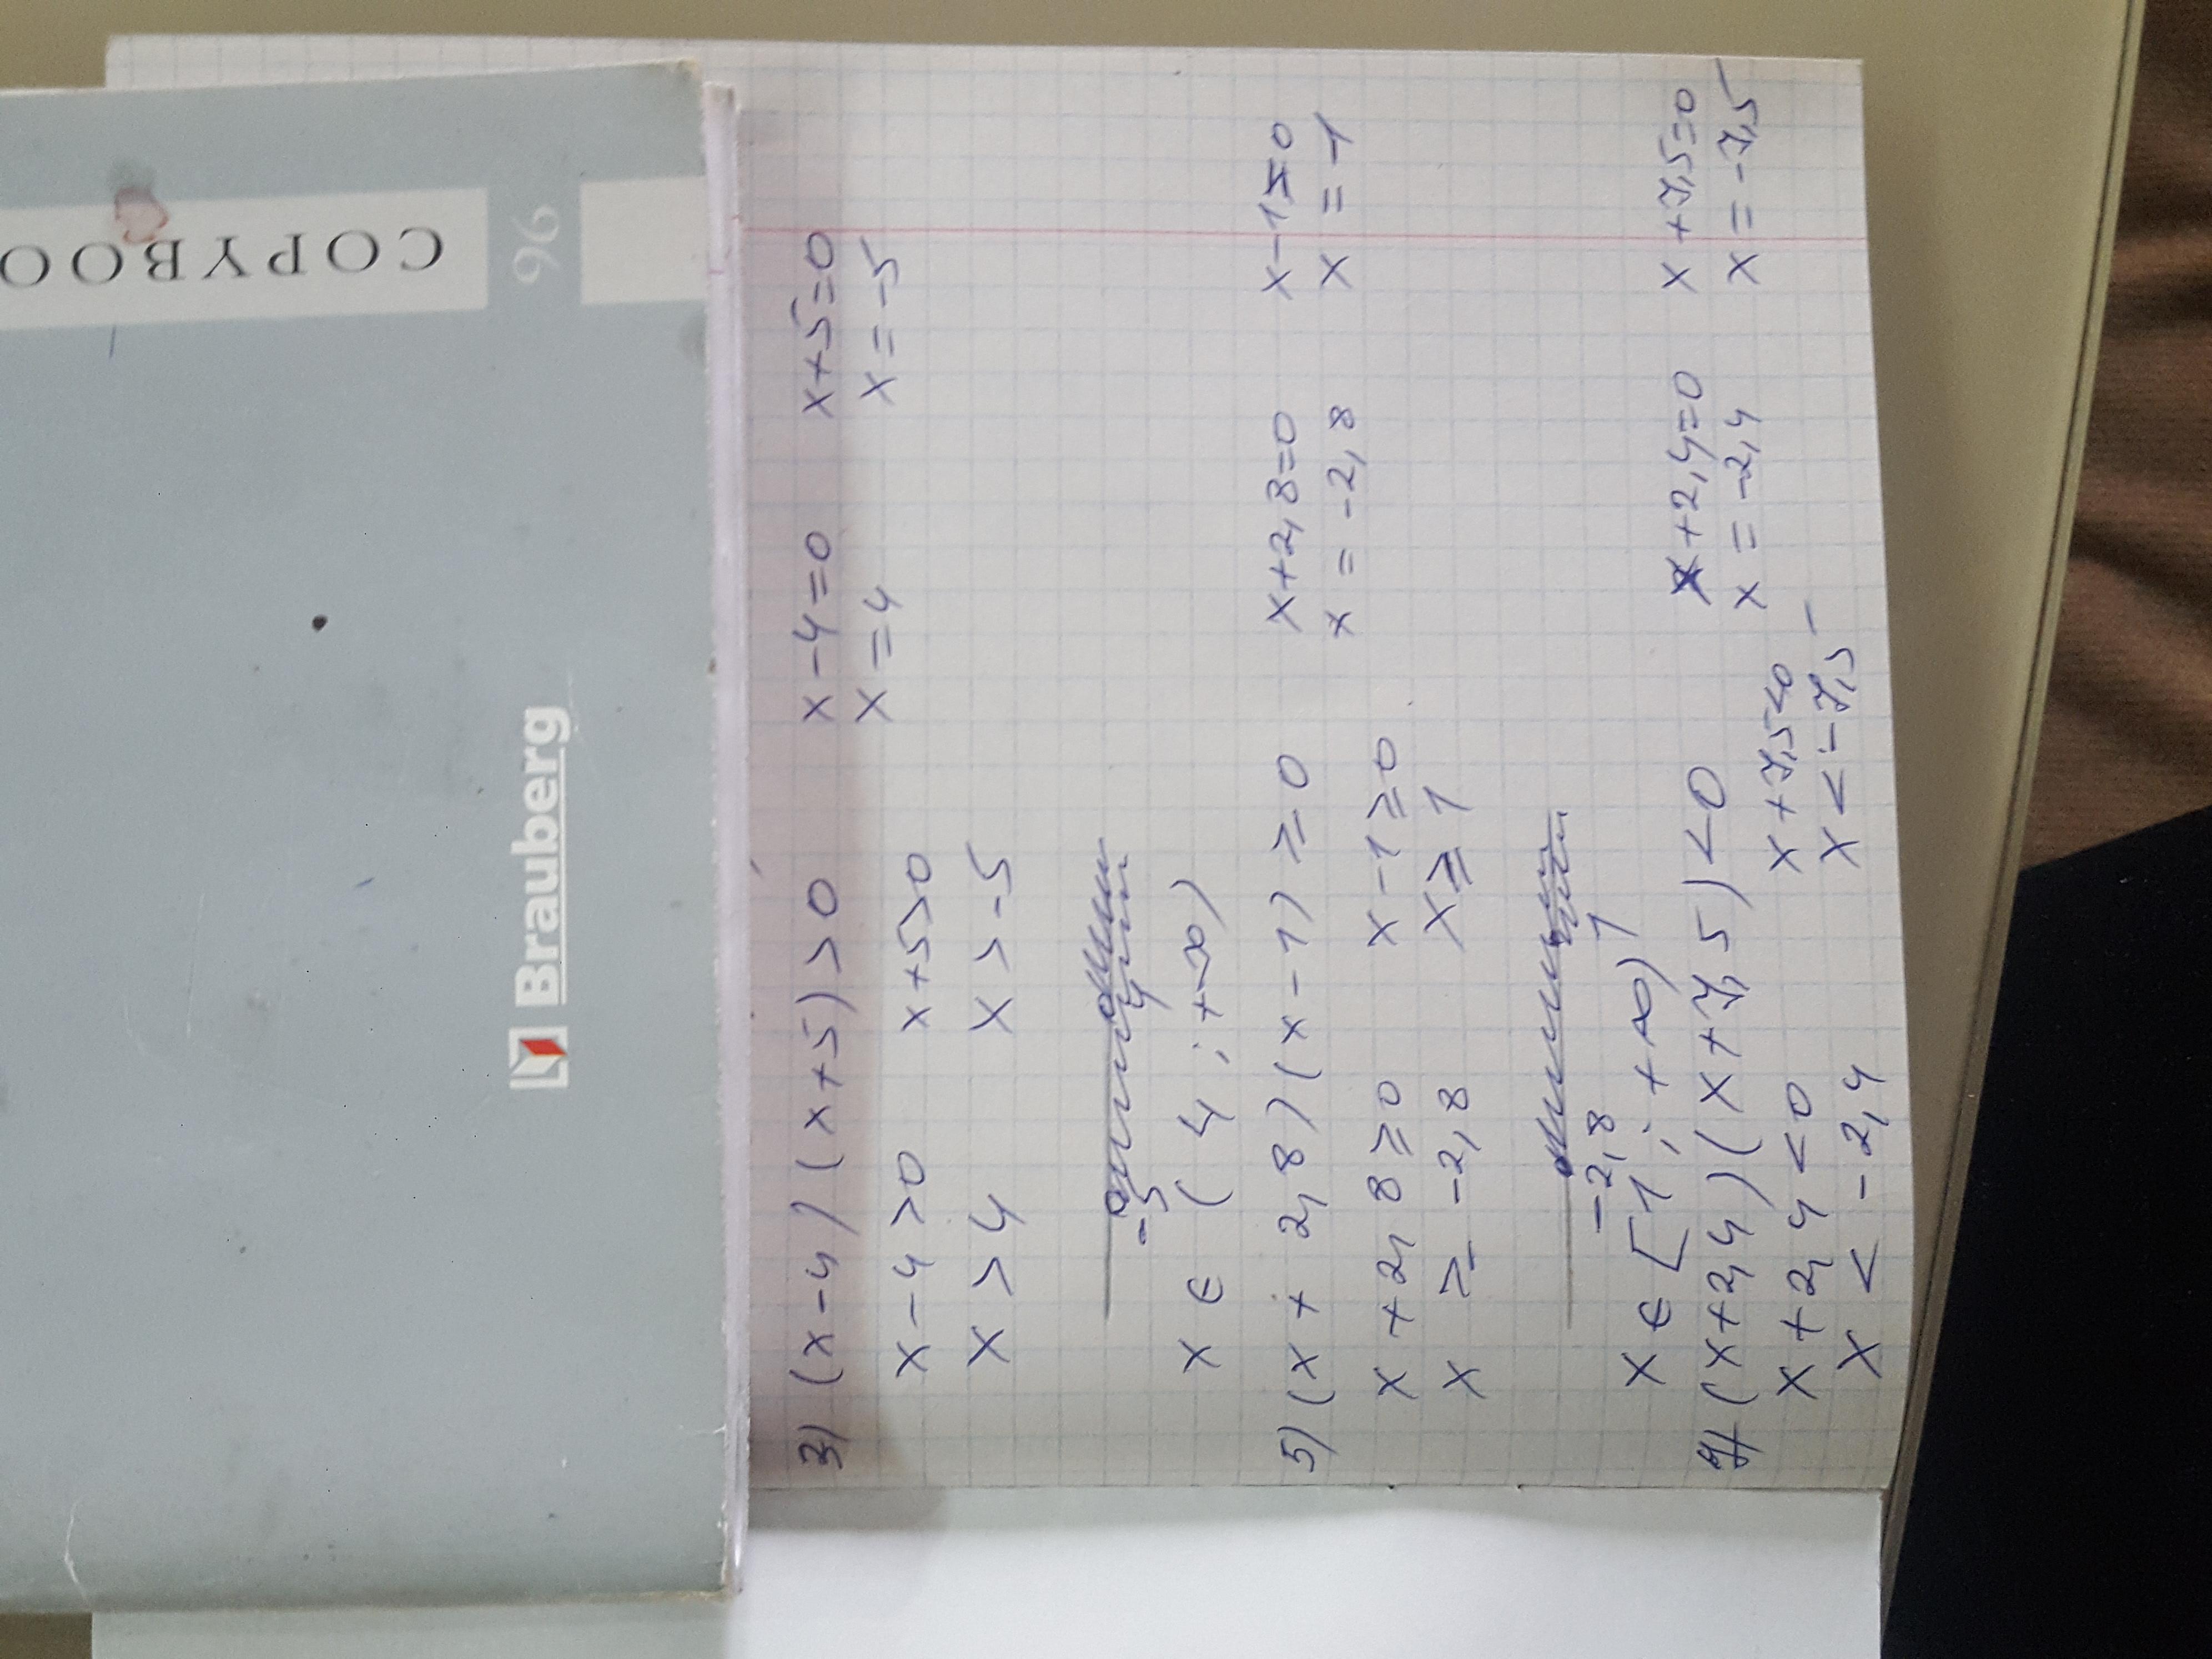 COPYBOO
96
Brauberg
3) (x-4)(x+5)>0 x-4=0 x+5=0
x=4 x=-5
x-4>0 x+5>0
x>4 x>-5
-5 4
x ∈ (4; +∞)
5) (x+2,8)(x-1)≥0 x+2,8=0 x-1=0
x=-2,8 x=-1
x+2,8≥0 x-1≥0
x≥-2,8 x≥1
-2,8 1
x ∈ [1; +∞)
7) (x+2,4)(x+7,5)<0 x+2,4=0 x+7,5=0
x=-2,4 x=-7,5
x+2,4<0 x+7,5<0
x<-2,4 x<-7,5